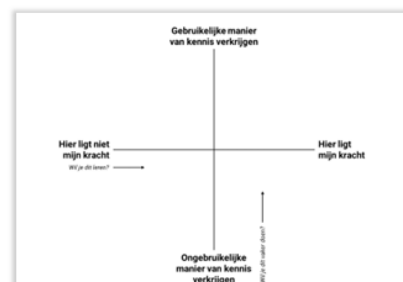 Gebruikelijke manier
van kennis verkrijgen
Hier ligt niet
mijn kracht
Wil je dit leren?
Hier ligt
mijn kracht
Wil je dit vaker doen?
Ongebruikelijke
manier van kennis
verkrijgen